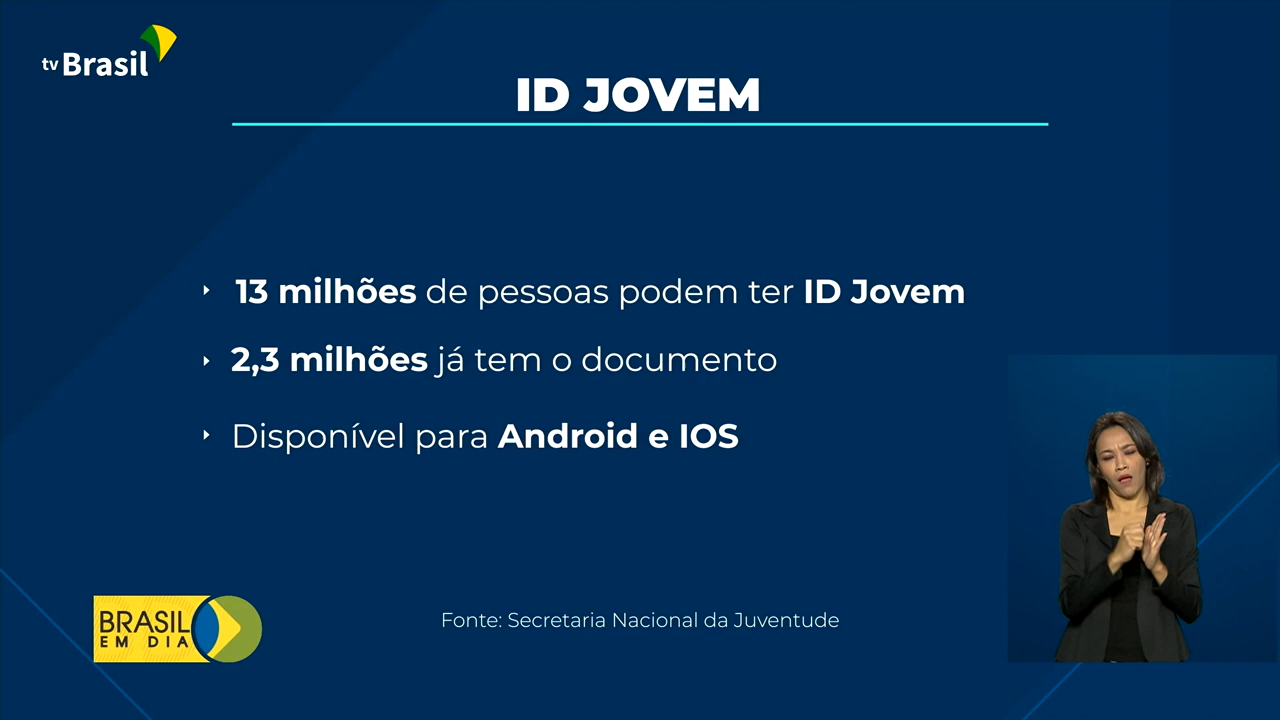 tv Brasil
ID JOVEM
13 milhões de pessoas podem ter ID Jovem
2,3 milhões já tem o documento
Disponível para Android e IOS
BRASIL
EM DIA
Fonte: Secretaria Nacional da Juventude